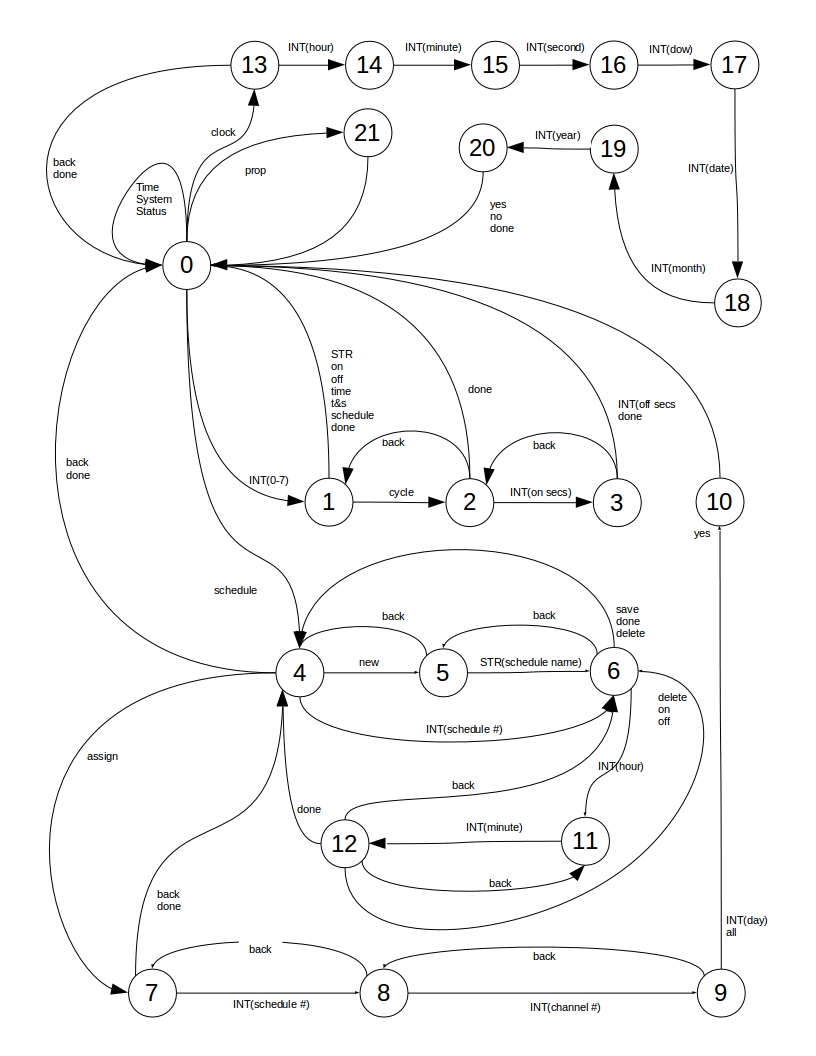 INT(hour)
INT(minute)
INT(second)
INT(dow)
13
14
15
16
17
clock
21
20
INT(year)
19
back
done
prop
INT(date)
Time
System
Status
yes
no
done
0
INT(month)
18
STR
on
off
time
t&s
schedule
done
done
INT(off secs
done
back
back
back
done
INT(0-7)
1
cycle
2
INT(on secs)
3
10
yes
schedule
save
done
delete
back
back
4
new
5
STR(schedule name)
6
delete
on
off
INT(schedule #)
assign
INT(hour)
back
done
12
INT(minute)
11
back
back
done
INT(day)
all
back
back
7
INT(schedule #)
8
INT(channel #)
9